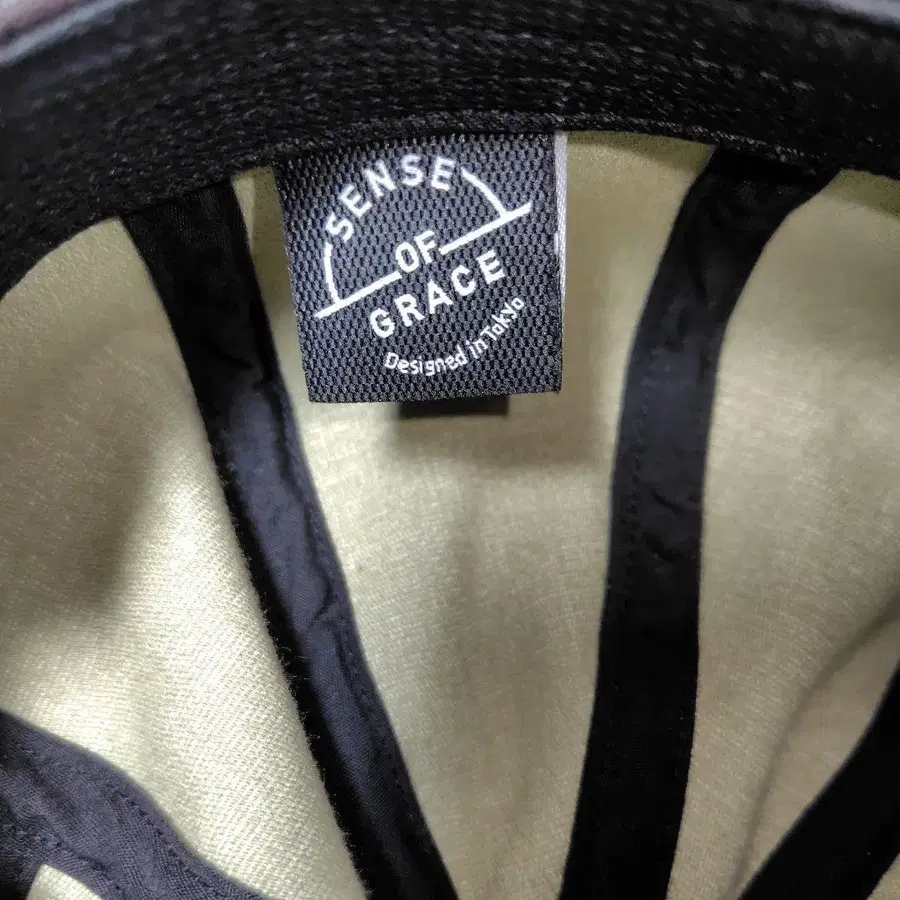 SENSE
OF
GRACE
Designed in Tokyo